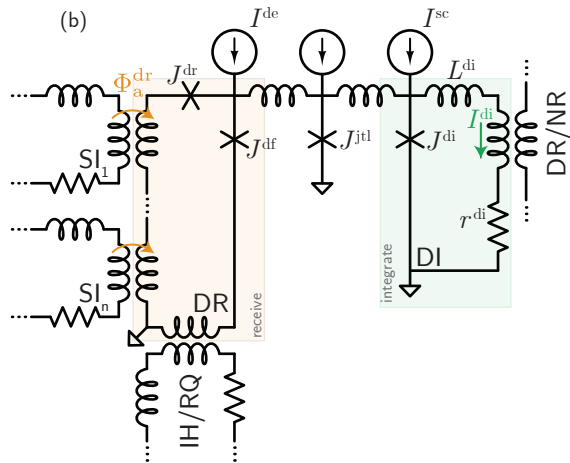 (b)
I^de
I^sc
Φ_a^dr
J^dr
L^di
J^df
J^jtl
J^di
I^di
DR/NR
SI_1
r^di
SI_n
DR
receive
integrate
DI
IH/RQ